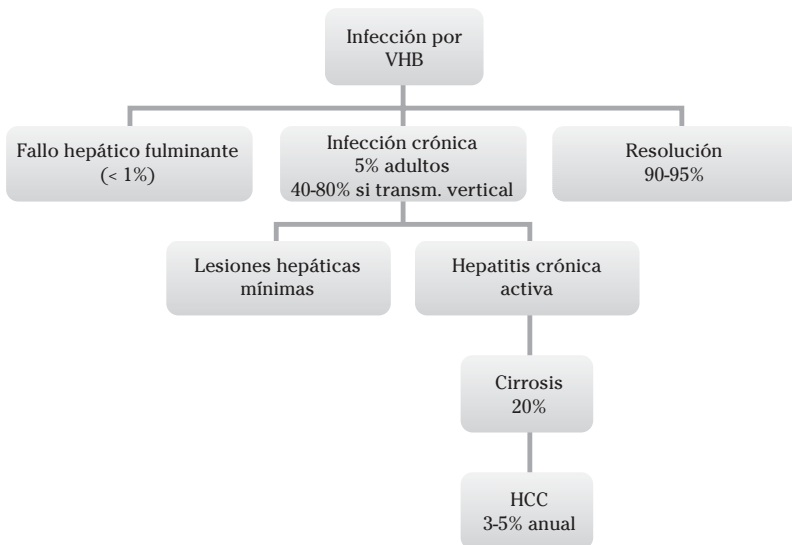 Infección por
VHB
Fallo hepático fulminante
(< 1%)
Infección crónica
5% adultos
40-80% si transm. vertical
Resolución
90-95%
Lesiones hepáticas
mínimas
Hepatitis crónica
activa
Cirrosis
20%
HCC
3-5% anual